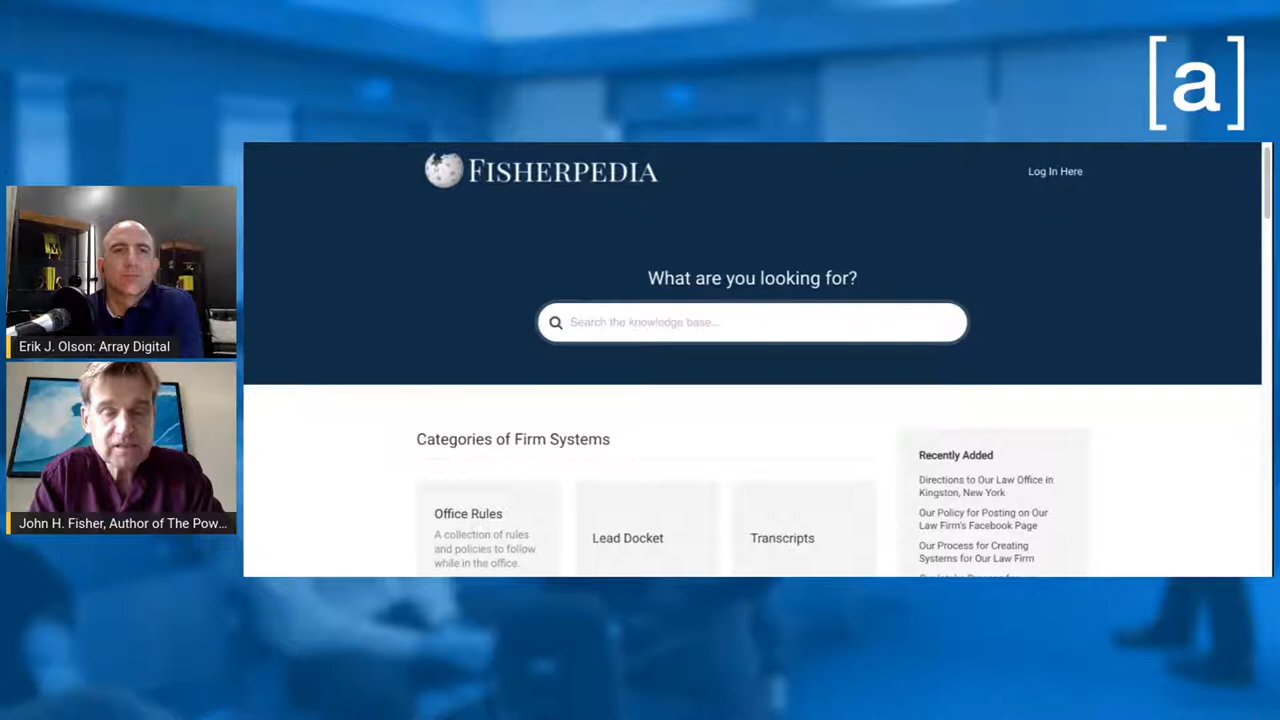 [a]
FISHERPEDIA
Log In Here
What are you looking for?
Search the knowledge base...
Erik J. Olson: Array Digital
John H. Fisher, Author of The Pow...
Categories of Firm Systems
Office Rules
A collection of rules
and policies to follow
while in the office.
Lead Docket
Transcripts
Recently Added
Directions to Our Law Office in
Kingston, New York
Our Policy for Posting on Our
Law Firm's Facebook Page
Our Process for Creating
Systems for Our Law Firm